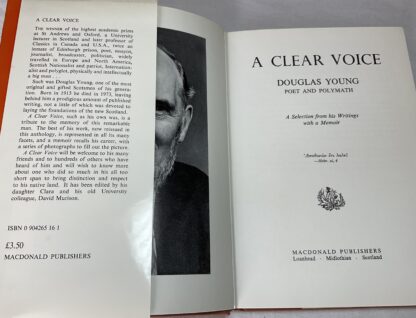 A CLEAR VOICE
THE winner of the highest academic prizes
at St Andrews and Oxford, a University
lecturer in Scotland and later professor of
Classics in Canada and U.S.A., twice an
inmate of Edinburgh prisons, poet, essayist,
journalist, broadcaster, politician, widely
travelled in Europe and North America,
Scottish Nationalist and patriot, Internation-
alist and polyglot, physically and intellectually
a big man.
Such was Douglas Young, one of the most
original and gifted Scotsmen of his genera-
tion. Born in 1913 he died in 1973, leaving
behind him a prodigious amount of published
writing, not a little of which was devoted to
laying the foundations of the new Scotland.
A Clear Voice, such as his own was, is a
tribute to the memory of this remarkable
man. The best of his work, now reissued in
this anthology, is represented in all its many
facets, and a memoir recalls his career, with
a series of photographs to fill out the picture.
A Clear Voice will be welcome to his many
friends and to hundreds of others who have
heard of him and will wish to know more
about one who did so much in his all too
short span to bring distinction and respect
to his native land. It has been edited by his
daughter Clara and his old University
colleague, David Murison.
ISBN 0 904265 16 1
£3.50
MACDONALD PUBLISHERS
A CLEAR VOICE
DOUGLAS YOUNG
POET AND POLYMATH
A Selection from his Writings
with a Memoir
MACDONALD PUBLISHERS
Loanhead · Midlothian · Scotland